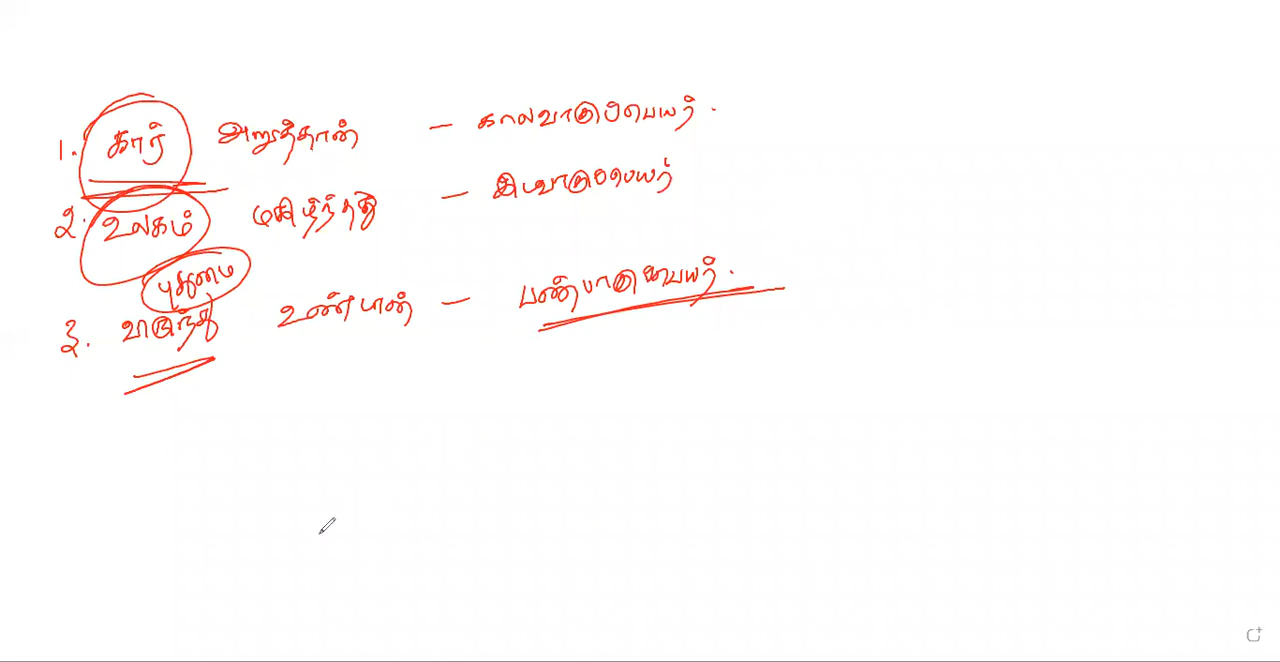 1. கார் அறுத்தான் - காலவாகுபெயர்.
2. உலகம் மகிழ்ந்தது - இடவாகுபெயர்
புதுமை
3. விருந்து உண்டான் - பண்பாகுபெயர்.